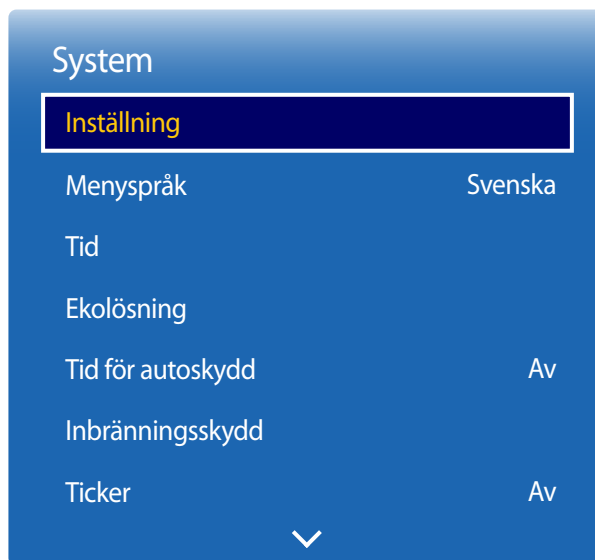 System
Inställning
Menyspråk Svenska
Tid
Ekolösning
Tid för autoskydd Av
Inbränningsskydd
Ticker Av